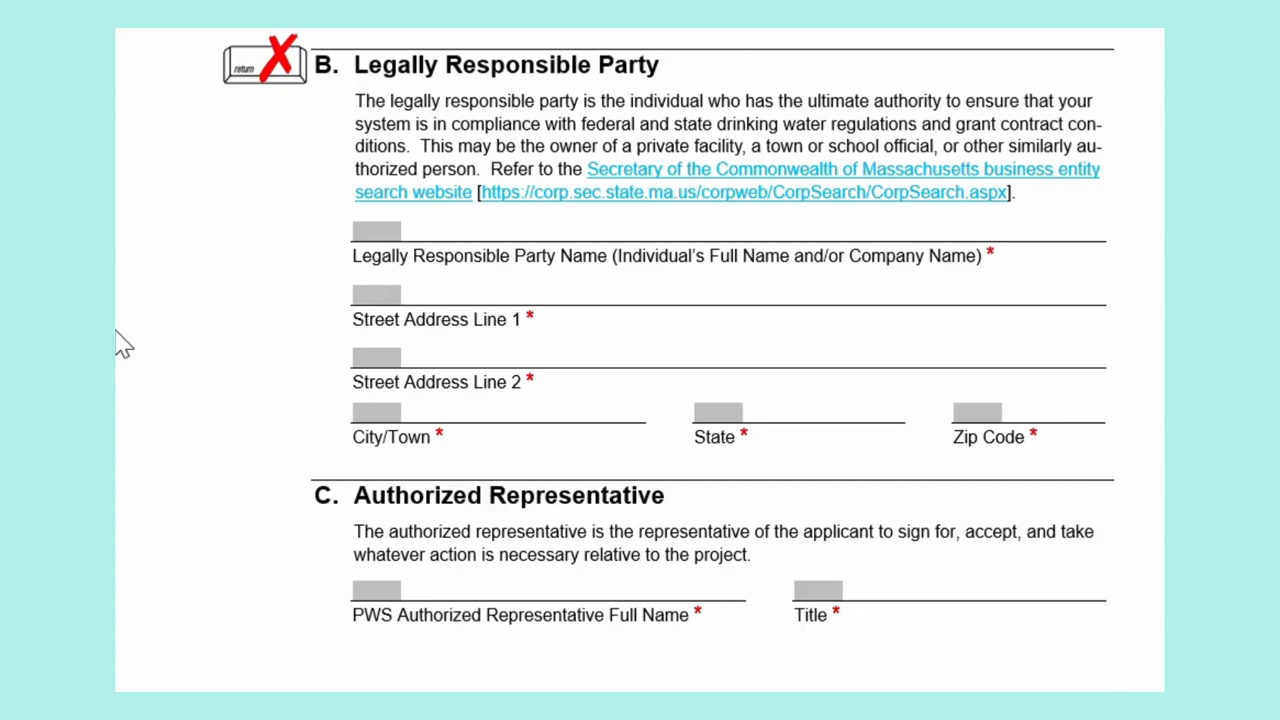 return
B. Legally Responsible Party
The legally responsible party is the individual who has the ultimate authority to ensure that your
system is in compliance with federal and state drinking water regulations and grant contract con-
ditions. This may be the owner of a private facility, a town or school official, or other similarly au-
thorized person. Refer to the Secretary of the Commonwealth of Massachusetts business entity
search website [https://corp.sec.state.ma.us/corpweb/CorpSearch/CorpSearch.aspx].
Legally Responsible Party Name (Individual's Full Name and/or Company Name) *
Street Address Line 1 *
Street Address Line 2 *
City/Town * State * Zip Code *
C. Authorized Representative
The authorized representative is the representative of the applicant to sign for, accept, and take
whatever action is necessary relative to the project.
PWS Authorized Representative Full Name * Title *